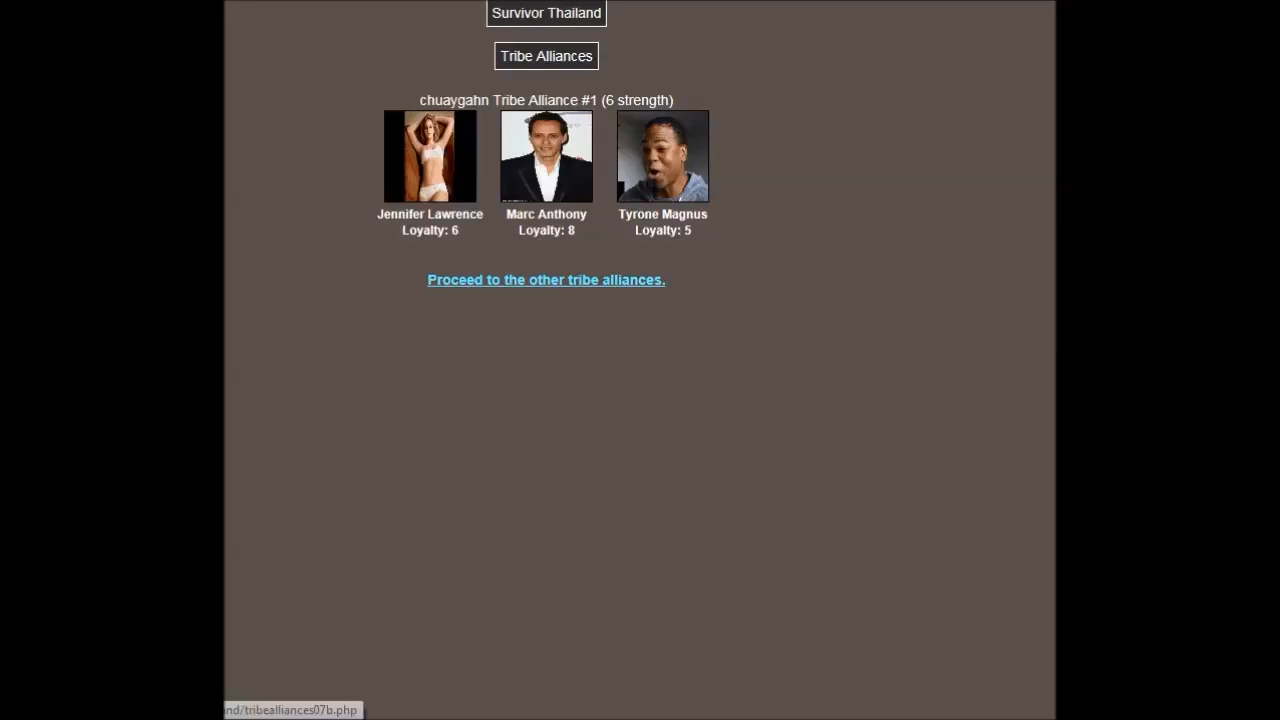 Survivor Thailand
Tribe Alliances
chuaygahn Tribe Alliance #1 (6 strength)
Jennifer Lawrence Marc Anthony Tyrone Magnus
Loyalty: 6 Loyalty: 8 Loyalty: 5
Proceed to the other tribe alliances.
nd/tribealliances07b.php